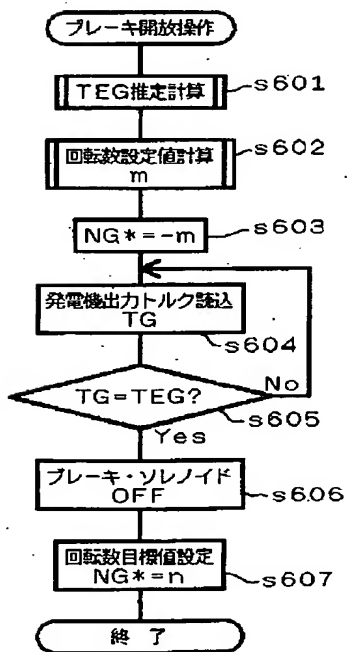 ブレーキ開放操作
TEG推定計算
s601
回転数設定値計算
m
s602
NG*=-m
s603
発電機出力トルク読込
TG
s604
TG=TEG?
No
s605
Yes
ブレーキ・ソレノイド
OFF
s606
回転数目標値設定
NG*=n
s607
終了